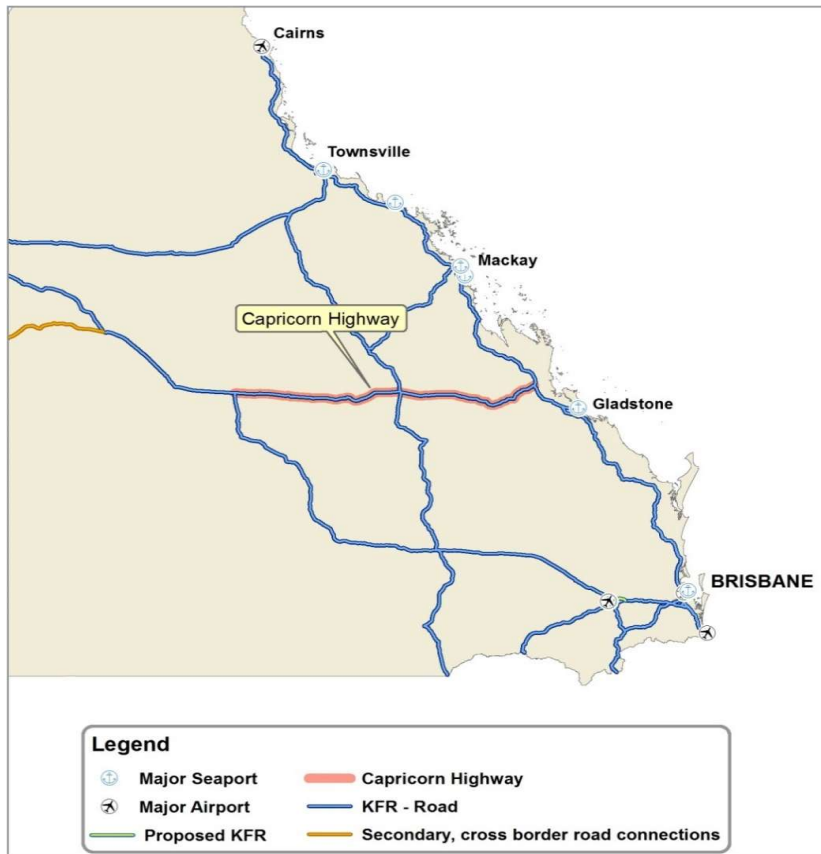 Cairns
Townsville
Mackay
Capricorn Highway
Gladstone
BRISBANE
Legend
Major Seaport
Capricorn Highway
Major Airport
KFR - Road
Proposed KFR
Secondary, cross border road connections